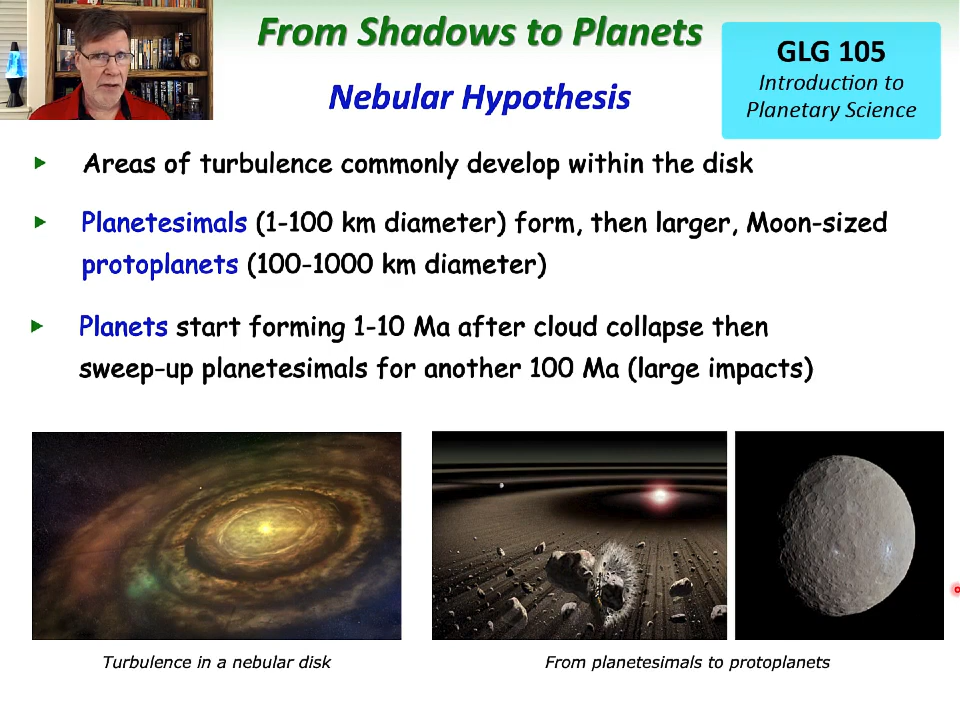 From Shadows to Planets
Nebular Hypothesis
GLG 105
Introduction to
Planetary Science
Areas of turbulence commonly develop within the disk
Planetesimals (1-100 km diameter) form, then larger, Moon-sized
protoplanets (100-1000 km diameter)
Planets start forming 1-10 Ma after cloud collapse then
sweep-up planetesimals for another 100 Ma (large impacts)
Turbulence in a nebular disk
From planetesimals to protoplanets